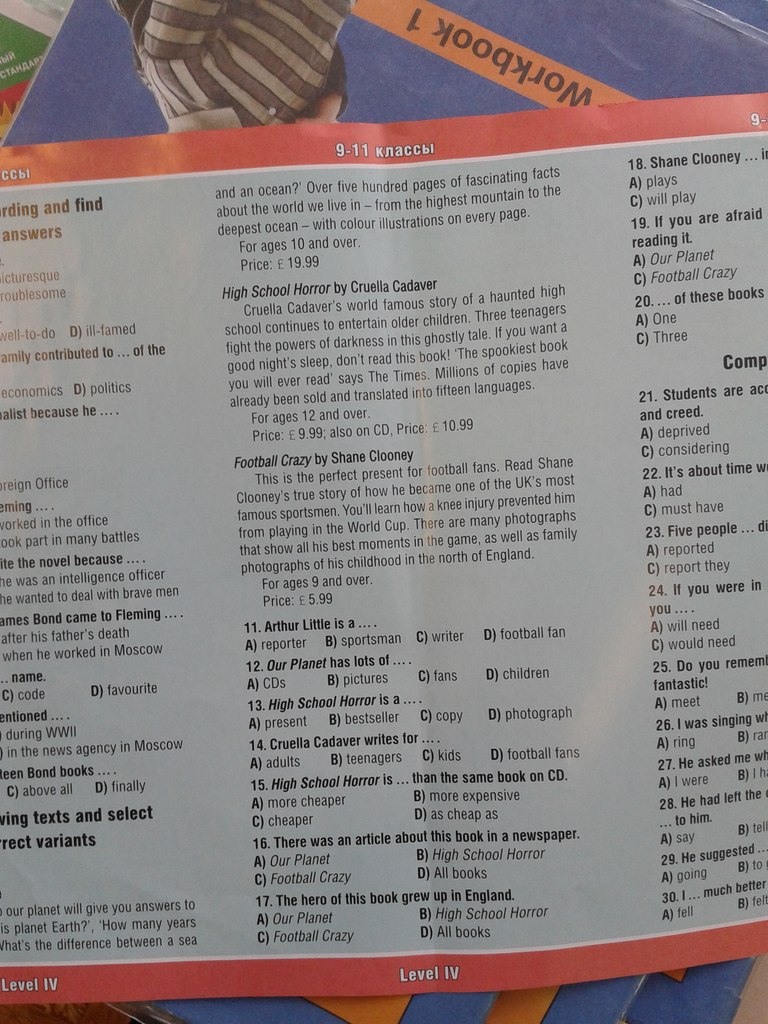 ный
СТАНДАРТ
Workbook 1
ссы
9-11 классы
9-
rding and find
answers
icturesque
roublesome
well-to-do D) ill-famed
amily contributed to ... of the
economics D) politics
nalist because he ... .
oreign Office
eming ... .
worked in the office
ook part in many battles
ite the novel because ... .
he was an intelligence officer
he wanted to deal with brave men
ames Bond came to Fleming ... .
after his father's death
when he worked in Moscow
... name.
C) code D) favourite
entioned ... .
) during WWII
) in the news agency in Moscow
teen Bond books ... .
C) above all D) finally
wing texts and select
rrect variants
o our planet will give you answers to
is planet Earth?', 'How many years
What's the difference between a sea
Level IV
and an ocean?' Over five hundred pages of fascinating facts
about the world we live in – from the highest mountain to the
deepest ocean – with colour illustrations on every page.
For ages 10 and over.
Price: £ 19.99
High School Horror by Cruella Cadaver
Cruella Cadaver's world famous story of a haunted high
school continues to entertain older children. Three teenagers
fight the powers of darkness in this ghostly tale. If you want a
good night's sleep, don't read this book! 'The spookiest book
you will ever read' says The Times. Millions of copies have
already been sold and translated into fifteen languages.
For ages 12 and over.
Price: £ 9.99; also on CD, Price: £ 10.99
Football Crazy by Shane Clooney
This is the perfect present for football fans. Read Shane
Clooney's true story of how he became one of the UK's most
famous sportsmen. You'll learn how a knee injury prevented him
from playing in the World Cup. There are many photographs
that show all his best moments in the game, as well as family
photographs of his childhood in the north of England.
For ages 9 and over.
Price: £ 5.99
11. Arthur Little is a ... .
A) reporter B) sportsman C) writer D) football fan
12. Our Planet has lots of ... .
A) CDs B) pictures C) fans D) children
13. High School Horror is a ... .
A) present B) bestseller C) copy D) photograph
14. Cruella Cadaver writes for ... .
A) adults B) teenagers C) kids D) football fans
15. High School Horror is ... than the same book on CD.
A) more cheaper B) more expensive
C) cheaper D) as cheap as
16. There was an article about this book in a newspaper.
A) Our Planet B) High School Horror
C) Football Crazy D) All books
17. The hero of this book grew up in England.
A) Our Planet B) High School Horror
C) Football Crazy D) All books
Level IV
18. Shane Clooney ... i
A) plays
C) will play
19. If you are afraid
reading it.
A) Our Planet
C) Football Crazy
20. ... of these books
A) One
C) Three
Comp
21. Students are acc
and creed.
A) deprived
C) considering
22. It's about time w
A) had
C) must have
23. Five people ... di
A) reported
C) report they
24. If you were in
you ... .
A) will need
C) would need
25. Do you rememb
fantastic!
A) meet B) me
26. I was singing wh
A) ring B) ran
27. He asked me wh
A) I were B) I h
28. He had left the
... to him.
A) say B) tell
29. He suggested ...
A) going B) to
30. I ... much better
A) fell B) felt